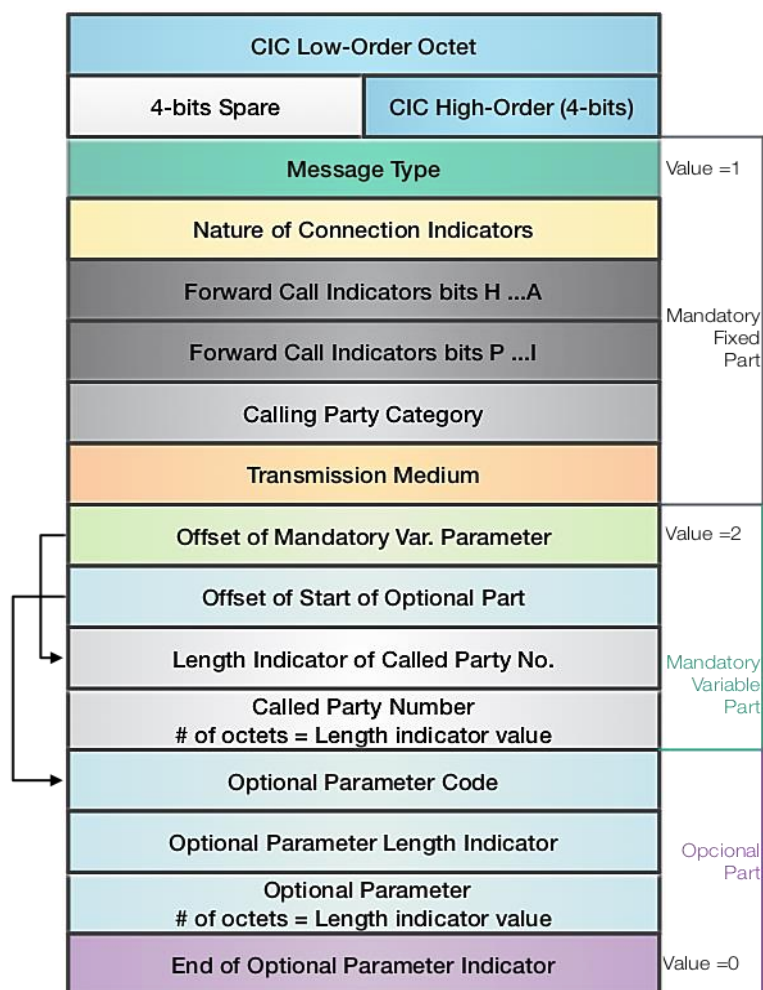 CIC Low-Order Octet
4-bits Spare
CIC High-Order (4-bits)
Message Type
Value =1
Nature of Connection Indicators
Forward Call Indicators bits H ...A
Mandatory
Fixed
Part
Forward Call Indicators bits P ...I
Calling Party Category
Transmission Medium
Offset of Mandatory Var. Parameter
Value =2
Offset of Start of Optional Part
Length Indicator of Called Party No.
Mandatory
Variable
Part
Called Party Number
# of octets = Length indicator value
Optional Parameter Code
Optional Parameter Length Indicator
Opcional
Part
Optional Parameter
# of octets = Length indicator value
End of Optional Parameter Indicator
Value =0